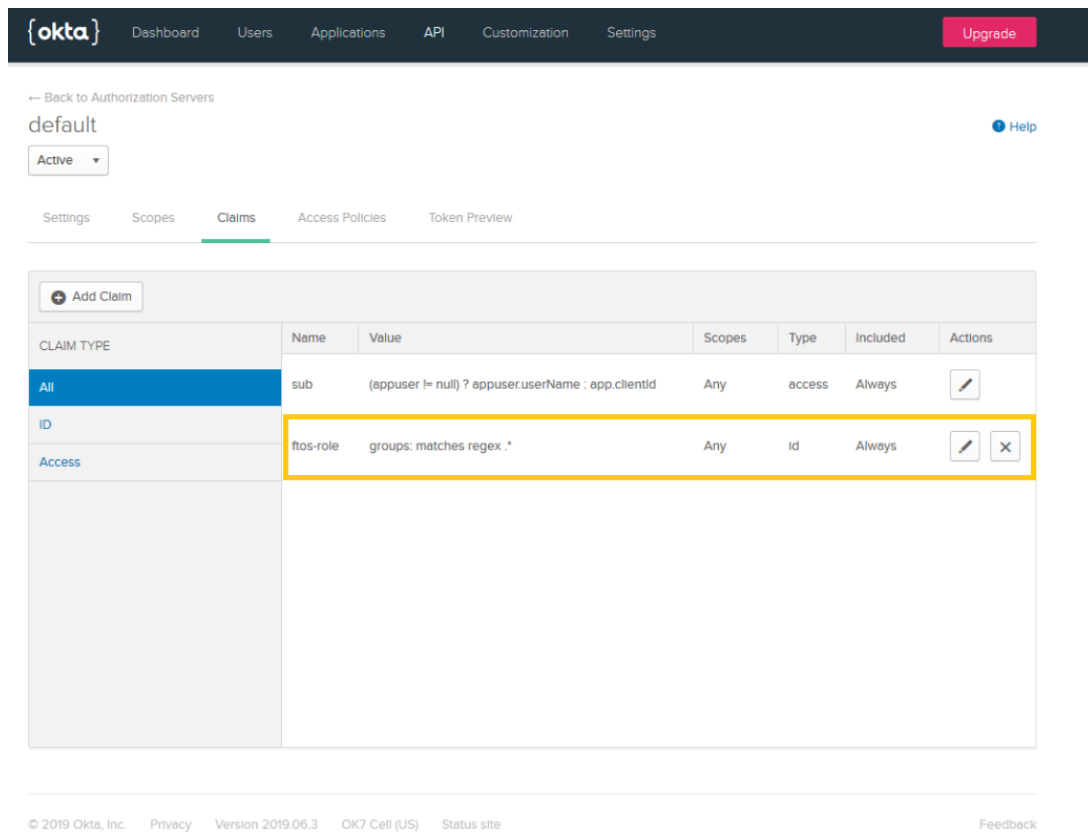 {okta} Dashboard Users Applications API Customization Settings Upgrade
← Back to Authorization Servers
default
? Help
Active
Settings Scopes Claims Access Policies Token Preview
Add Claim
CLAIM TYPE
All
ID
Access
Name Value Scopes Type Included Actions
sub (appuser != null) ? appuser.userName : app.clientId Any access Always
ftos-role groups: matches regex .* Any id Always
© 2019 Okta, Inc. Privacy Version 2019.06.3 OK7 Cell (US) Status site Feedback